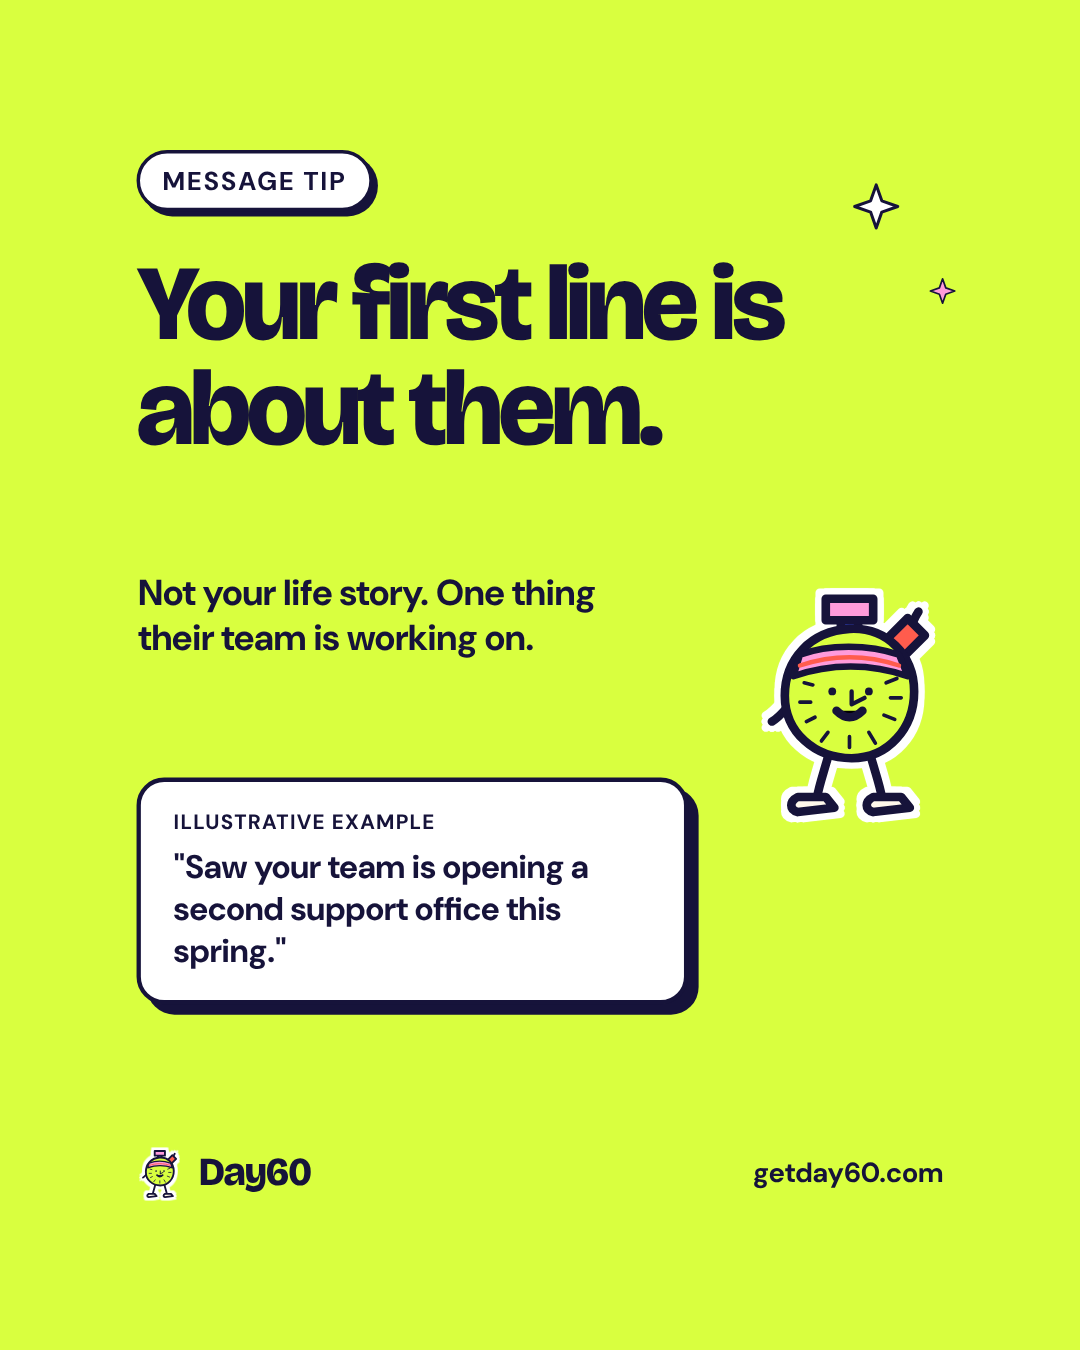 MESSAGE TIP
Your first line is
about them.
Not your life story. One thing
their team is working on.
ILLUSTRATIVE EXAMPLE
"Saw your team is opening a
second support office this
spring."
Day60
getday60.com